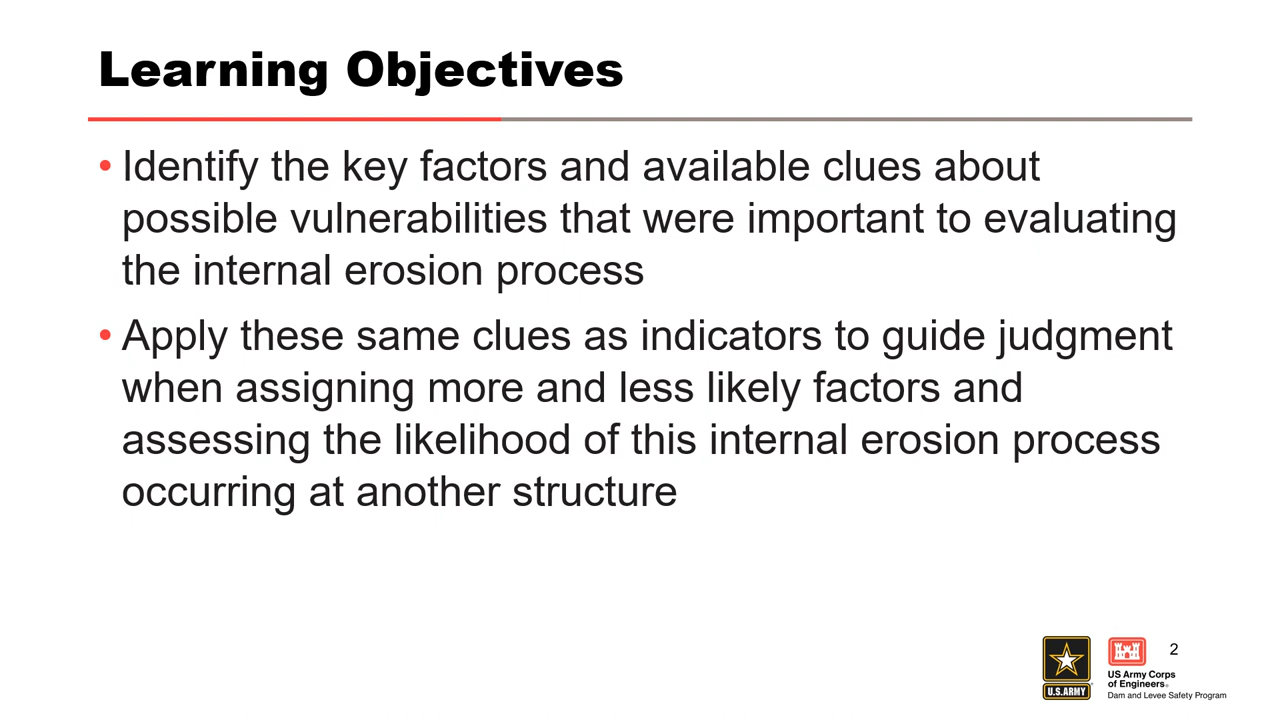 Learning Objectives
• Identify the key factors and available clues about
possible vulnerabilities that were important to evaluating
the internal erosion process
• Apply these same clues as indicators to guide judgment
when assigning more and less likely factors and
assessing the likelihood of this internal erosion process
occurring at another structure
U.S.ARMY
US Army Corps
of Engineers®
Dam and Levee Safety Program
2